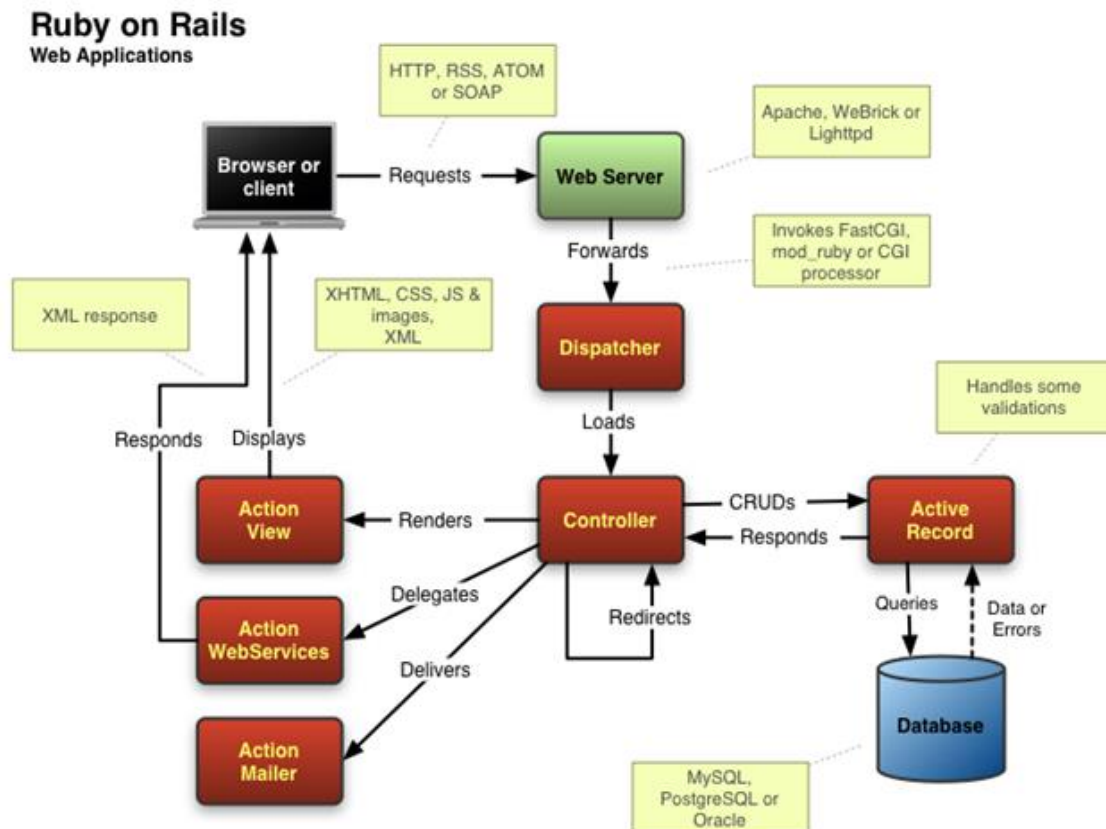 Ruby on Rails
Web Applications
HTTP, RSS, ATOM
or SOAP
Apache, WeBrick or
Lighttpd
Browser or
client
Requests
Web Server
Forwards
Invokes FastCGI,
mod_ruby or CGI
processor
XML response
XHTML, CSS, JS &
images,
XML
Dispatcher
Handles some
validations
Loads
Responds
Displays
Action
View
Renders
Controller
CRUDs
Responds
Active
Record
Delegates
Redirects
Queries
Data or
Errors
Action
WebServices
Delivers
Action
Mailer
Database
MySQL,
PostgreSQL or
Oracle